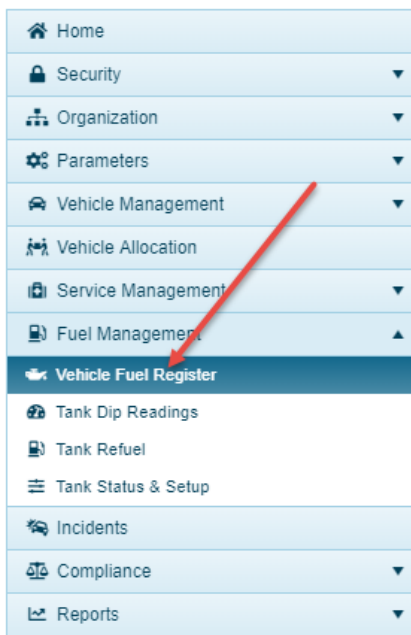 Home
Security
Organization
Parameters
Vehicle Management
Vehicle Allocation
Service Management
Fuel Management
Vehicle Fuel Register
Tank Dip Readings
Tank Refuel
Tank Status & Setup
Incidents
Compliance
Reports